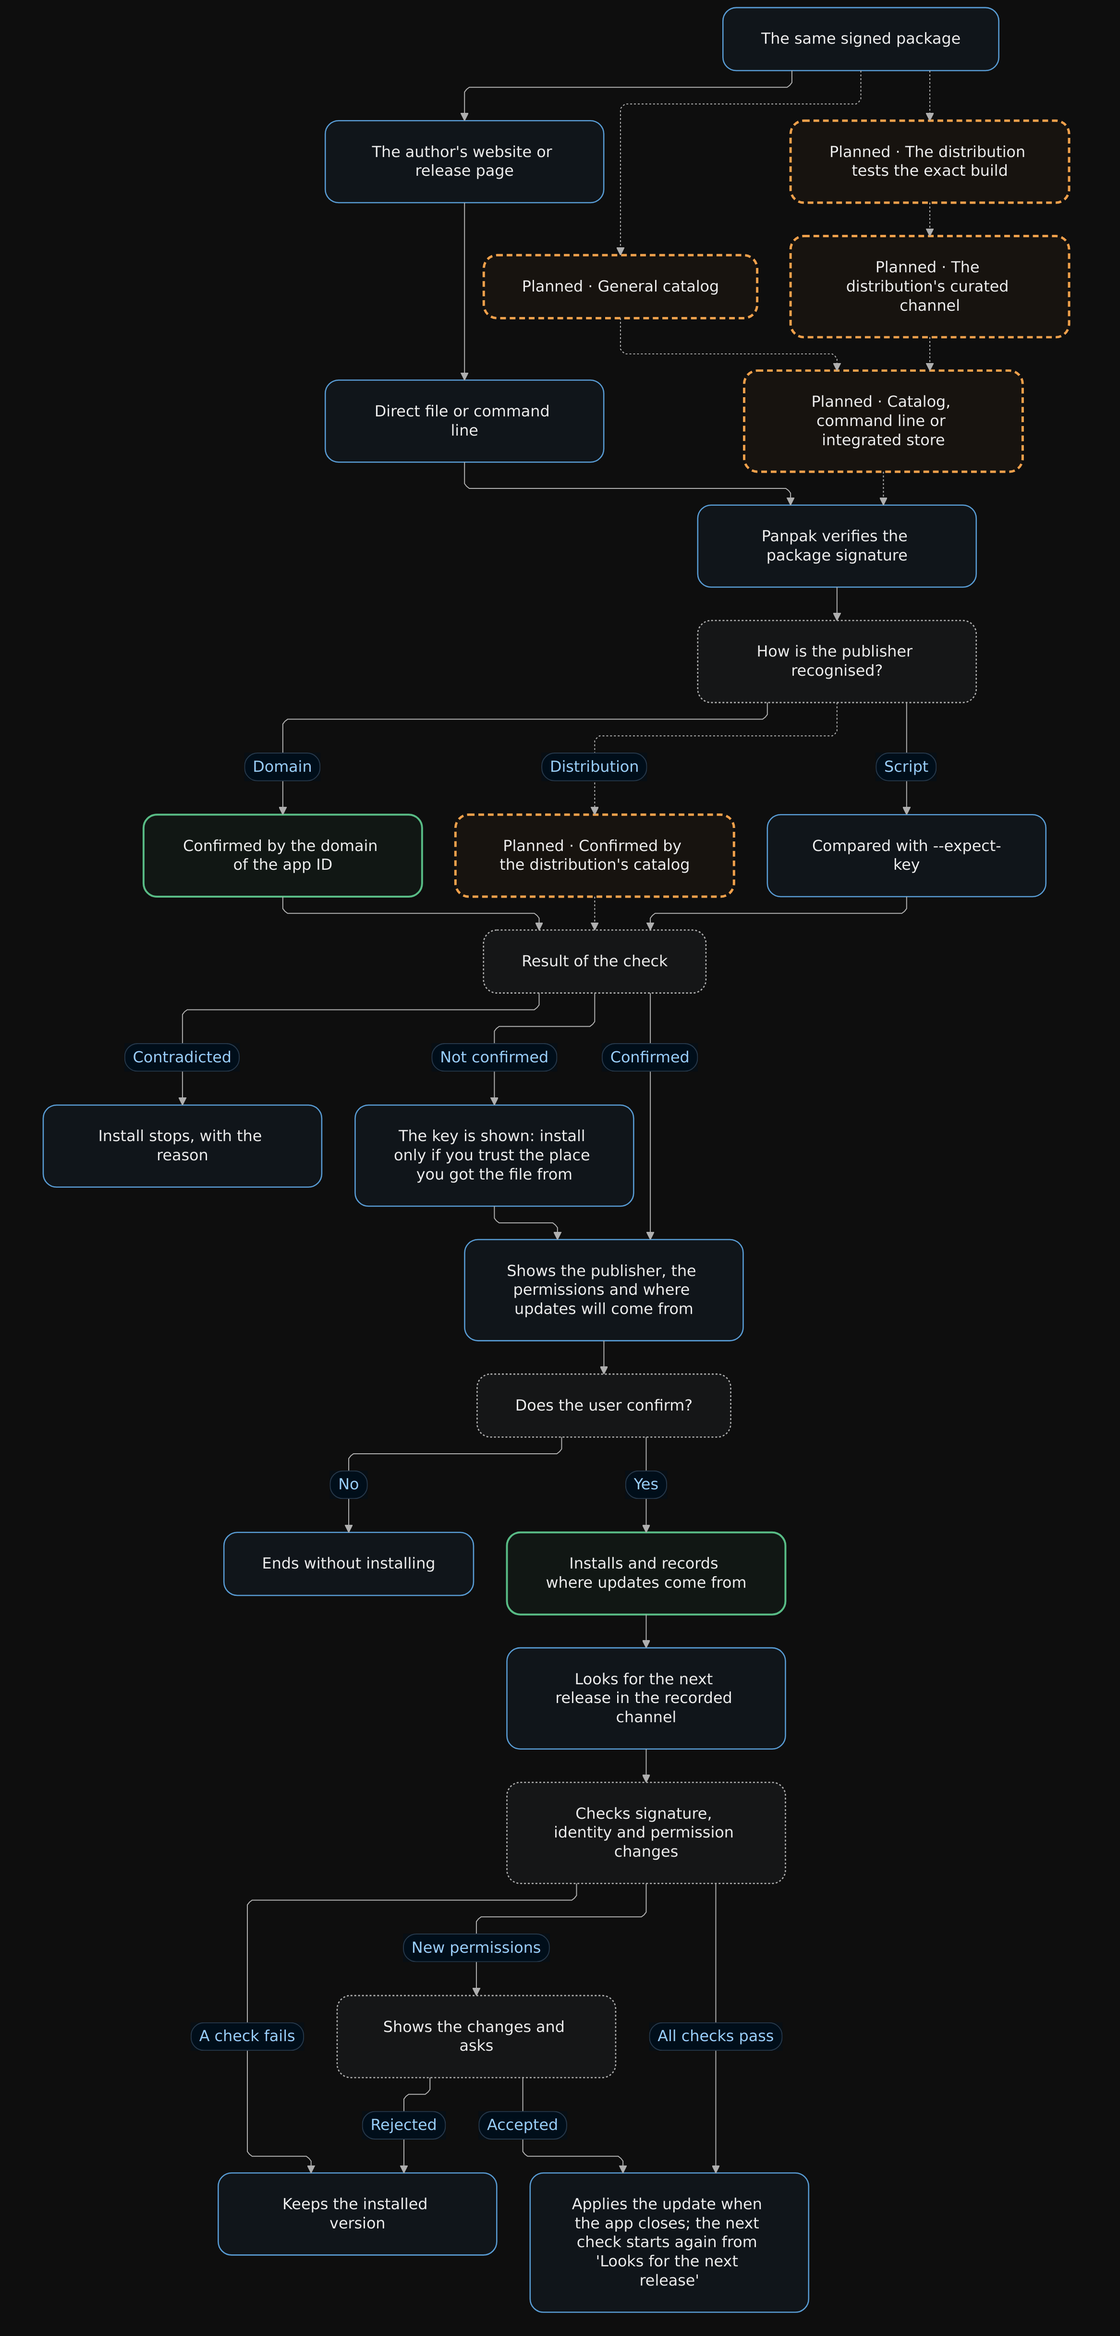 The same signed package
The author's website or
release page
Planned · The distribution
tests the exact build
Planned · General catalog
Planned · The
distribution's curated
channel
Direct file or command
line
Planned · Catalog,
command line or
integrated store
Panpak verifies the
package signature
How is the publisher
recognised?
Domain
Distribution
Script
Confirmed by the domain
of the app ID
Planned · Confirmed by
the distribution's catalog
Compared with --expect-
key
Result of the check
Contradicted
Not confirmed
Confirmed
Install stops, with the
reason
The key is shown: install
only if you trust the place
you got the file from
Shows the publisher, the
permissions and where
updates will come from
Does the user confirm?
No
Yes
Ends without installing
Installs and records
where updates come from
Looks for the next
release in the recorded
channel
Checks signature,
identity and permission
changes
New permissions
A check fails
Shows the changes and
asks
All checks pass
Rejected
Accepted
Keeps the installed
version
Applies the update when
the app closes; the next
check starts again from
'Looks for the next
release'